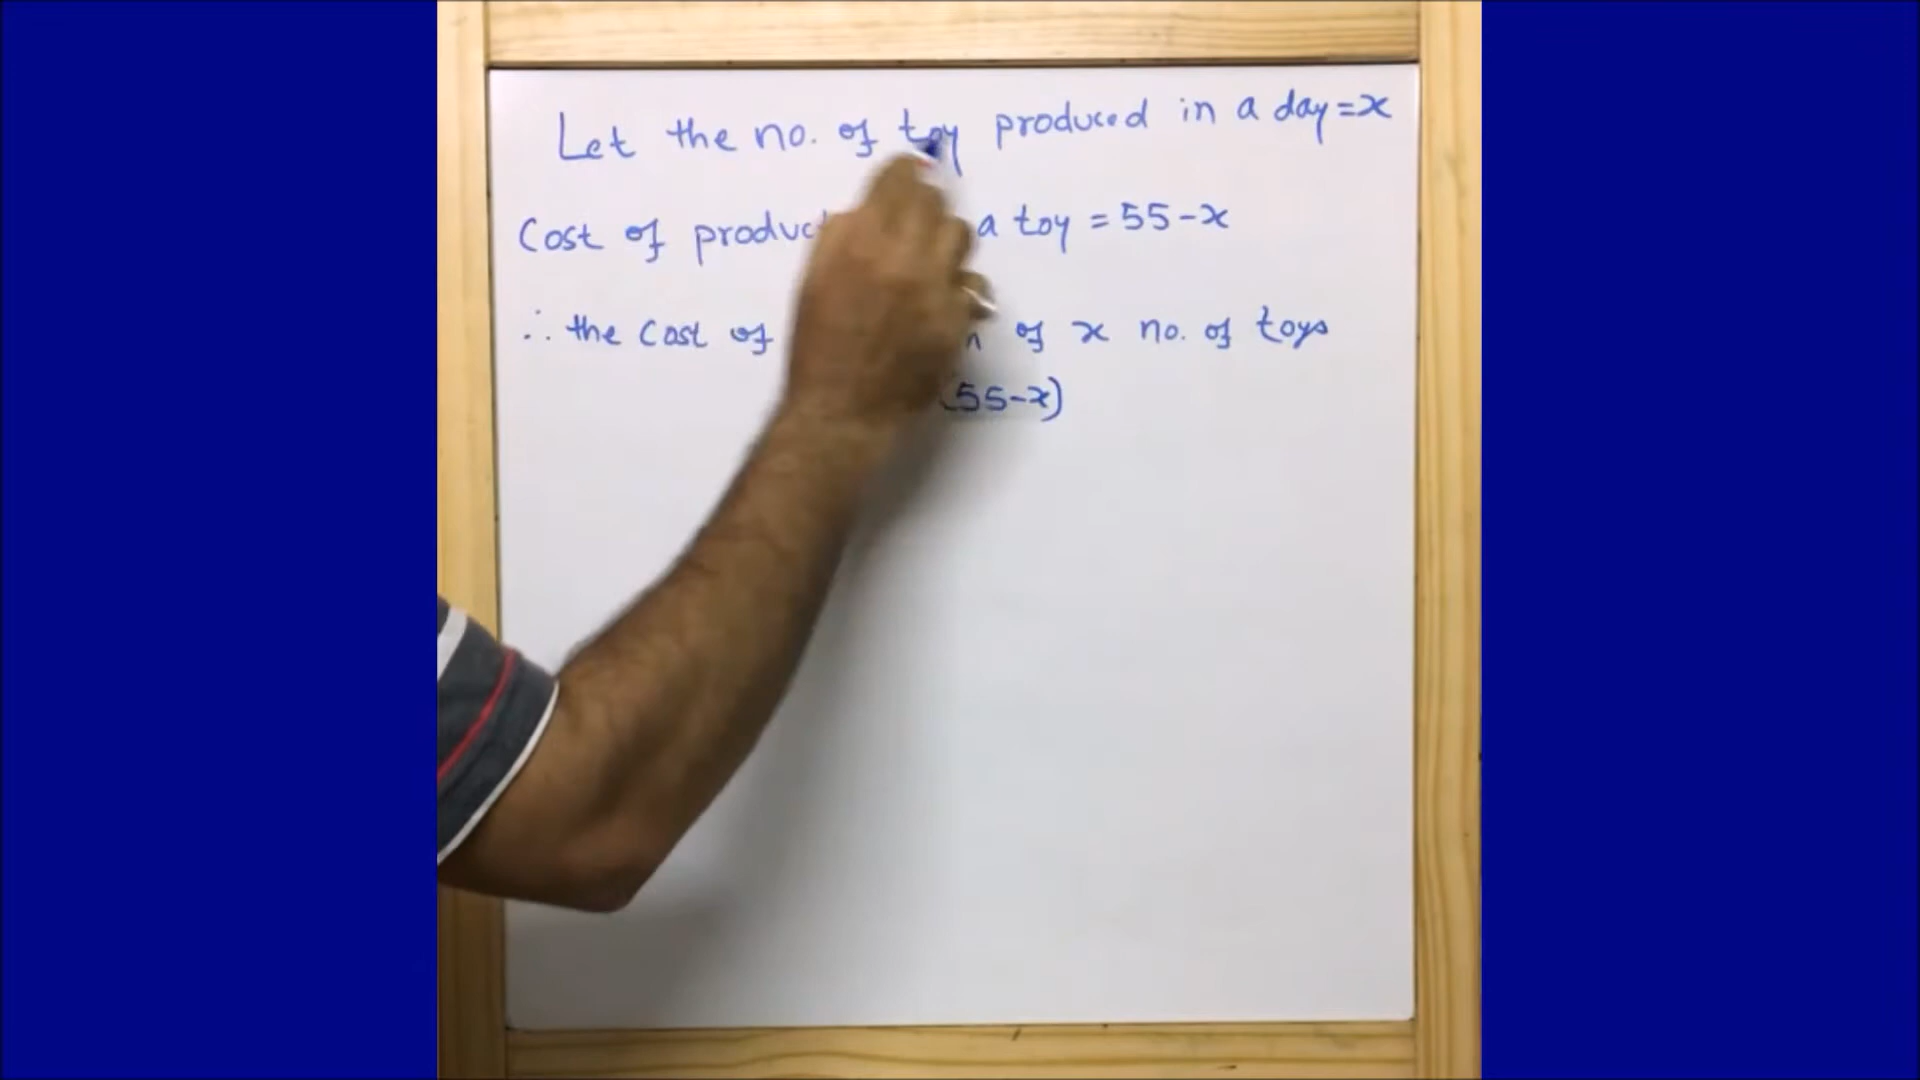 Let the no. of toy produced in a day = x
Cost of a toy = 55 - x
∴ the cost of of x no. of toys
(55-x)